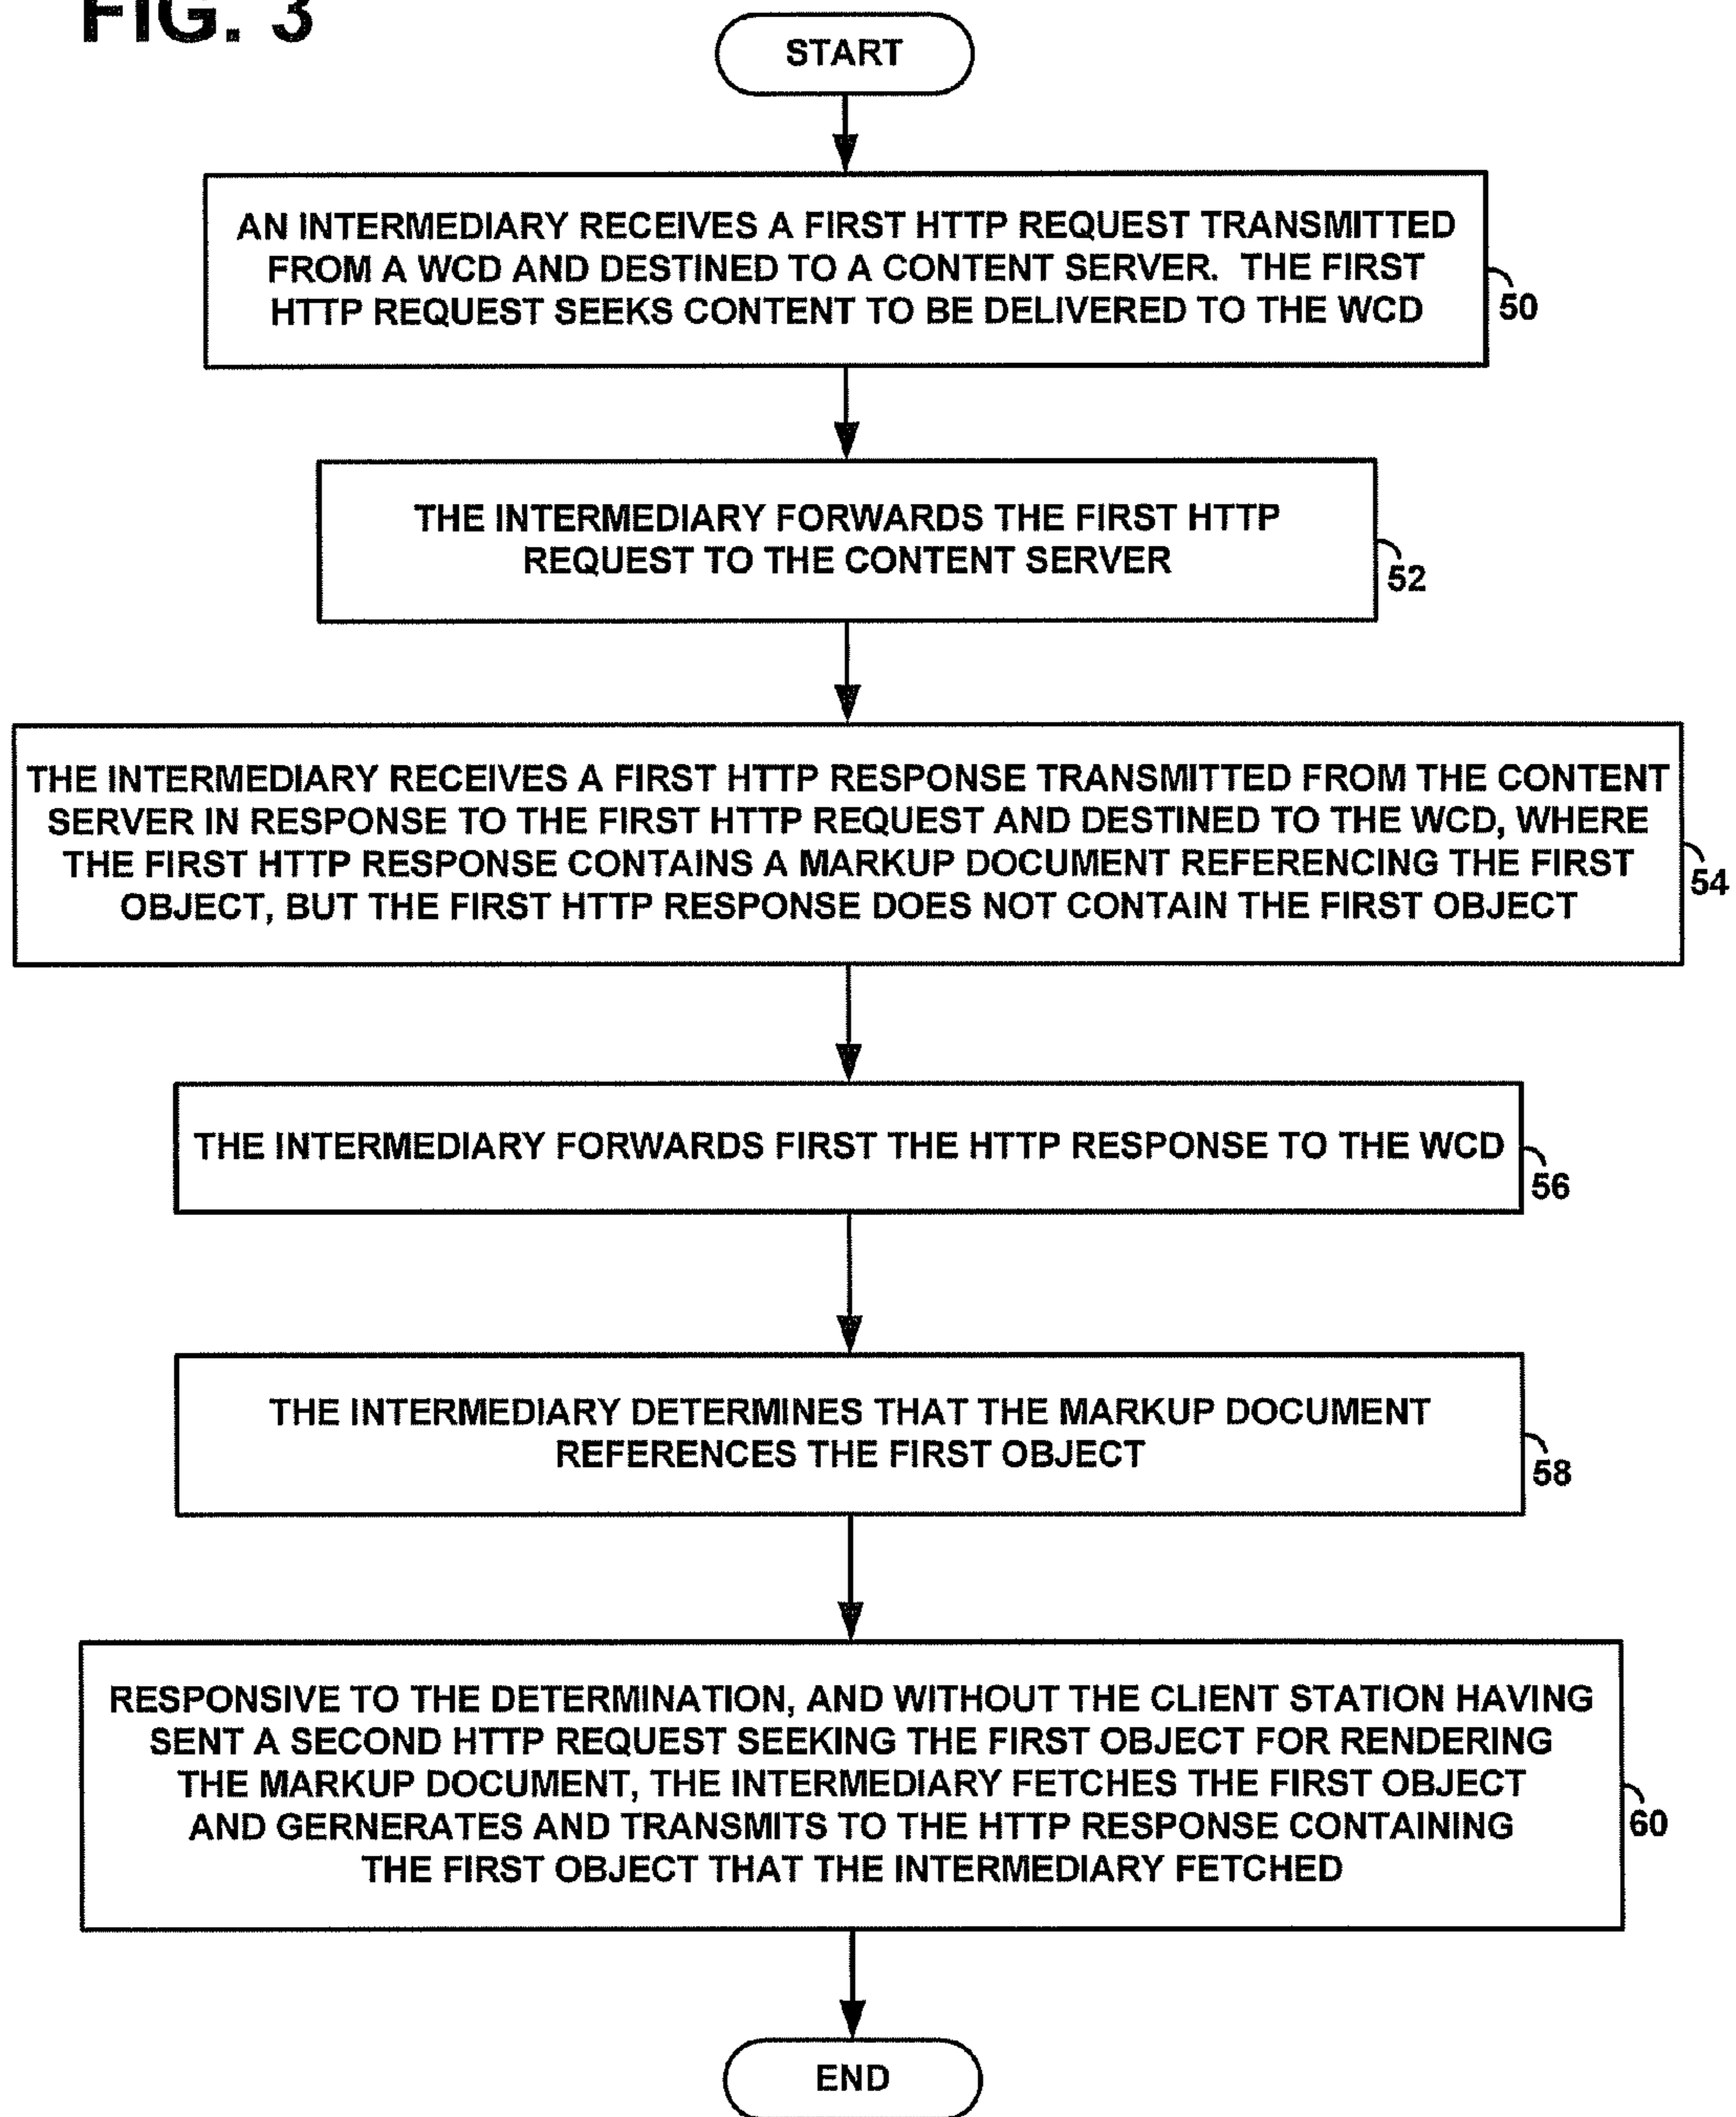 FIG. 3
START
AN INTERMEDIARY RECEIVES A FIRST HTTP REQUEST TRANSMITTED
FROM A WCD AND DESTINED TO A CONTENT SERVER. THE FIRST
HTTP REQUEST SEEKS CONTENT TO BE DELIVERED TO THE WCD
50
THE INTERMEDIARY FORWARDS THE FIRST HTTP
REQUEST TO THE CONTENT SERVER
52
THE INTERMEDIARY RECEIVES A FIRST HTTP RESPONSE TRANSMITTED FROM THE CONTENT
SERVER IN RESPONSE TO THE FIRST HTTP REQUEST AND DESTINED TO THE WCD, WHERE
THE FIRST HTTP RESPONSE CONTAINS A MARKUP DOCUMENT REFERENCING THE FIRST
OBJECT, BUT THE FIRST HTTP RESPONSE DOES NOT CONTAIN THE FIRST OBJECT
54
THE INTERMEDIARY FORWARDS FIRST THE HTTP RESPONSE TO THE WCD
56
THE INTERMEDIARY DETERMINES THAT THE MARKUP DOCUMENT
REFERENCES THE FIRST OBJECT
58
RESPONSIVE TO THE DETERMINATION, AND WITHOUT THE CLIENT STATION HAVING
SENT A SECOND HTTP REQUEST SEEKING THE FIRST OBJECT FOR RENDERING
THE MARKUP DOCUMENT, THE INTERMEDIARY FETCHES THE FIRST OBJECT
AND GERNERATES AND TRANSMITS TO THE HTTP RESPONSE CONTAINING
THE FIRST OBJECT THAT THE INTERMEDIARY FETCHED
60
END